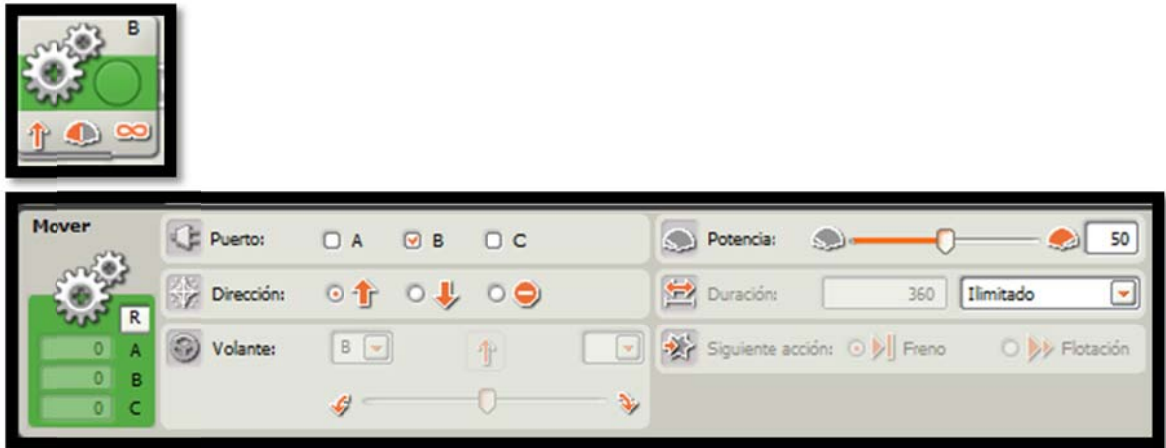 B
Mover
R
0 A
0 B
0 C
Puerto: A B C
Dirección:
Volante: B
Potencia: 50
Duración: 360 Ilimitado
Siguiente acción: Freno Flotación